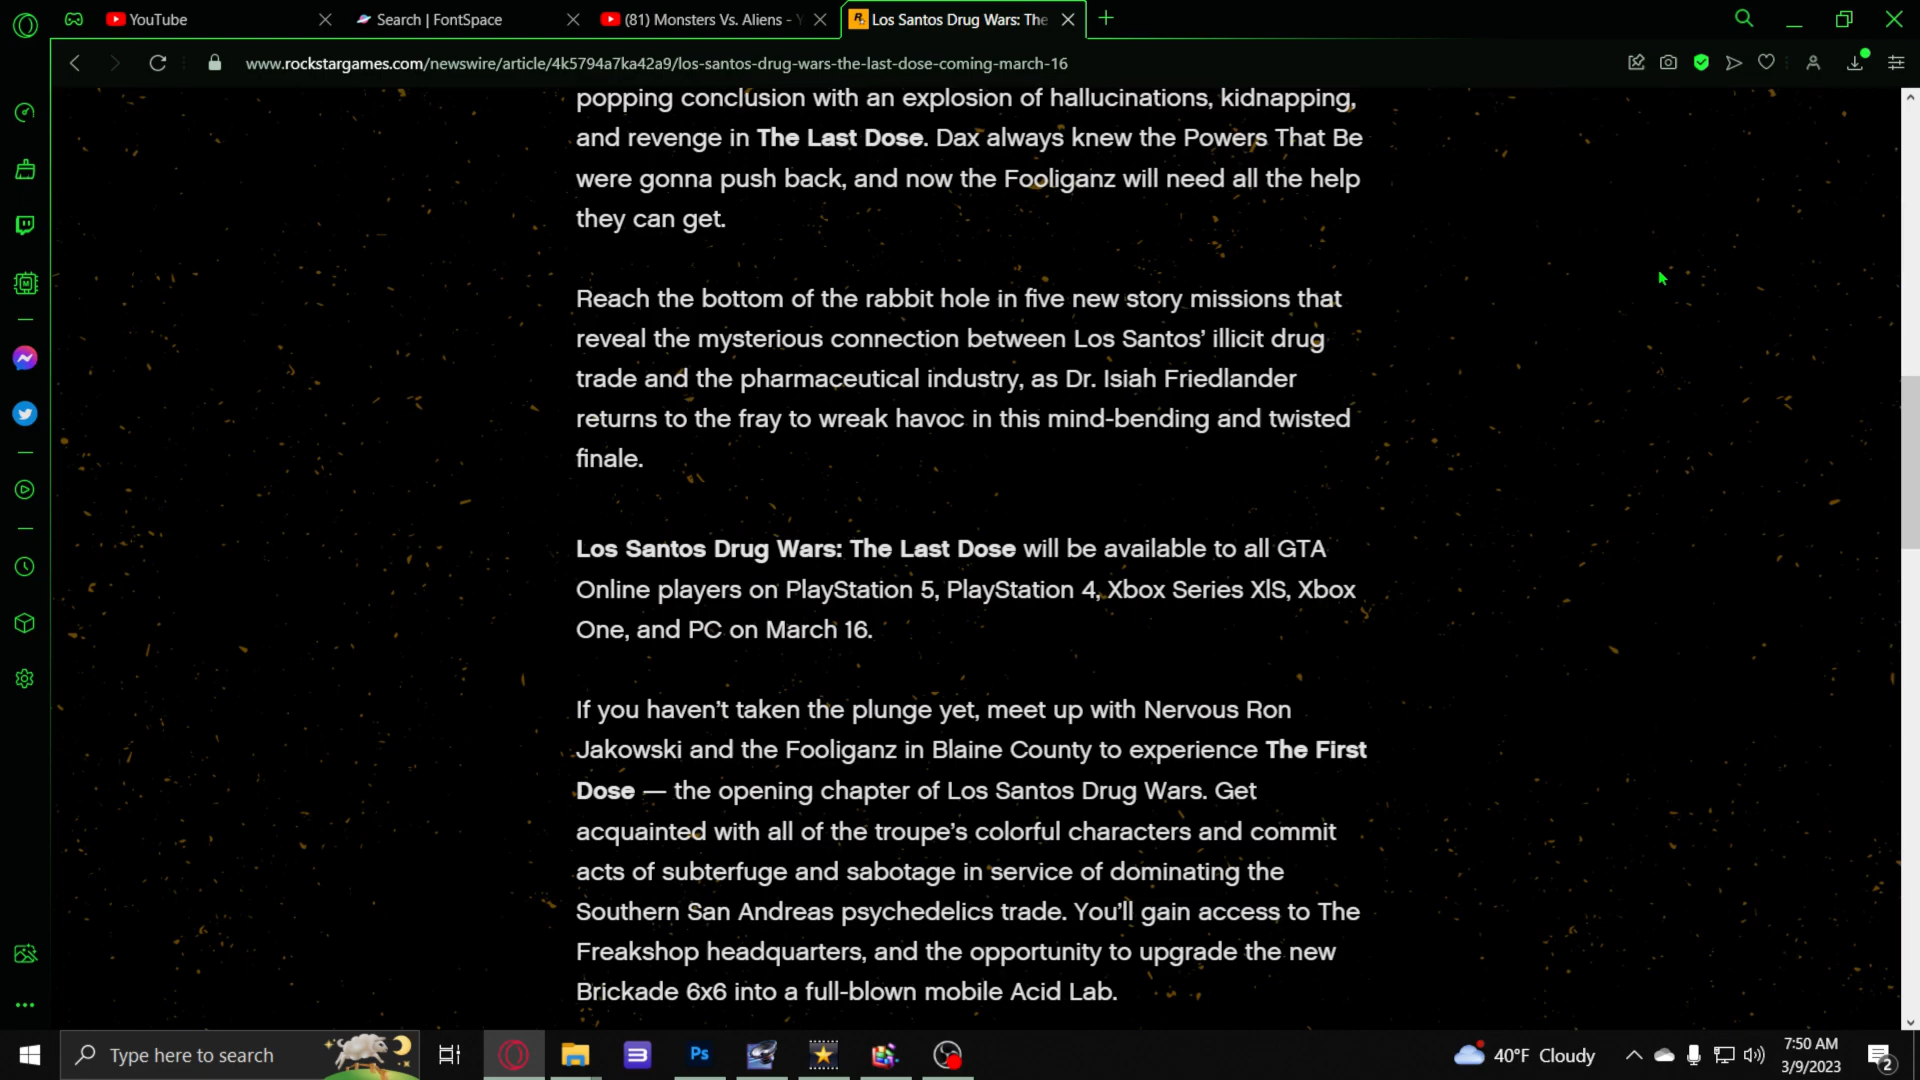 YouTube
Search | FontSpace
(81) Monsters Vs. Aliens - Y
Los Santos Drug Wars: The
www.rockstargames.com/newswire/article/4k5794a7ka42a9/los-santos-drug-wars-the-last-dose-coming-march-16
popping conclusion with an explosion of hallucinations, kidnapping,
and revenge in The Last Dose. Dax always knew the Powers That Be
were gonna push back, and now the Fooliganz will need all the help
they can get.
Reach the bottom of the rabbit hole in five new story missions that
reveal the mysterious connection between Los Santos’ illicit drug
trade and the pharmaceutical industry, as Dr. Isiah Friedlander
returns to the fray to wreak havoc in this mind-bending and twisted
finale.
Los Santos Drug Wars: The Last Dose will be available to all GTA
Online players on PlayStation 5, PlayStation 4, Xbox Series XlS, Xbox
One, and PC on March 16.
If you haven’t taken the plunge yet, meet up with Nervous Ron
Jakowski and the Fooliganz in Blaine County to experience The First
Dose — the opening chapter of Los Santos Drug Wars. Get
acquainted with all of the troupe’s colorful characters and commit
acts of subterfuge and sabotage in service of dominating the
Southern San Andreas psychedelics trade. You’ll gain access to The
Freakshop headquarters, and the opportunity to upgrade the new
Brickade 6x6 into a full-blown mobile Acid Lab.
Type here to search
Ps
40°F Cloudy
7:50 AM
3/9/2023
2